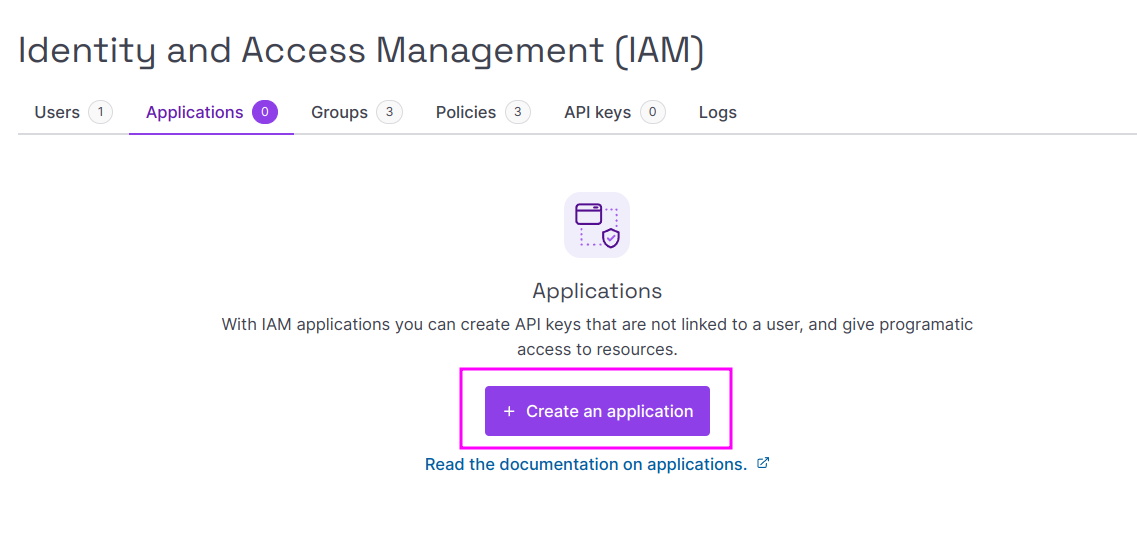 Identity and Access Management (IAM)
Users 1 Applications 0 Groups 3 Policies 3 API keys 0 Logs
Applications
With IAM applications you can create API keys that are not linked to a user, and give programatic
access to resources.
+ Create an application
Read the documentation on applications.